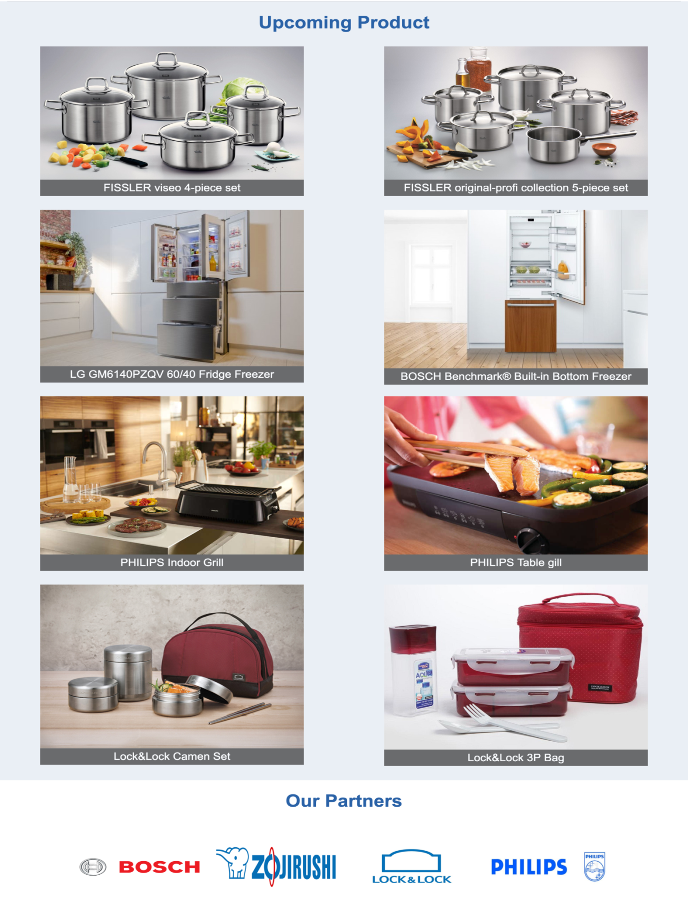 Upcoming Product
FISSLER viseo 4-piece set
FISSLER original-profi collection 5-piece set
LG GM6140PZQV 60/40 Fridge Freezer
BOSCH Benchmark® Built-in Bottom Freezer
PHILIPS Indoor Grill
PHILIPS Table gill
Lock&Lock Camen Set
Lock&Lock 3P Bag
Our Partners
BOSCH
ZOJIRUSHI
LOCK&LOCK
PHILIPS
PHILIPS